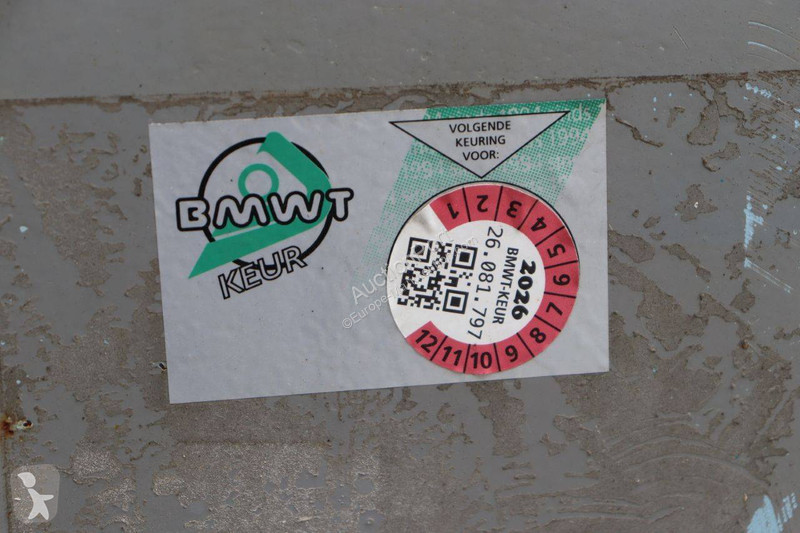 BMWT
KEUR
VOLGENDE
KEURING
VOOR:
1 2 3 4 5 6 7 8 9 10 11 12
2026
BMWT-KEUR
26.081.797